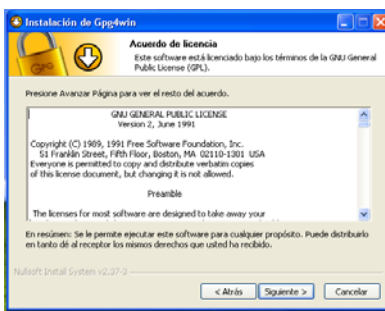 Instalación de Gpg4win
Acuerdo de licencia
Este software está licenciado bajo los términos de la GNU General
Public License (GPL).
Presione Avanzar Página para ver el resto del acuerdo.
GNU GENERAL PUBLIC LICENSE
Version 2, June 1991
Copyright (C) 1989, 1991 Free Software Foundation, Inc.
51 Franklin Street, Fifth Floor, Boston, MA 02110-1301 USA
Everyone is permitted to copy and distribute verbatim copies
of this license document, but changing it is not allowed.
Preamble
The licenses for most software are designed to take away your
En resúmen: Se le permite ejecutar este software para cualquier propósito. Puede distribuirlo
en tanto dé al receptor los mismos derechos que usted ha recibido.
Nullsoft Install System v2.37-2
< Atrás
Siguiente >
Cancelar